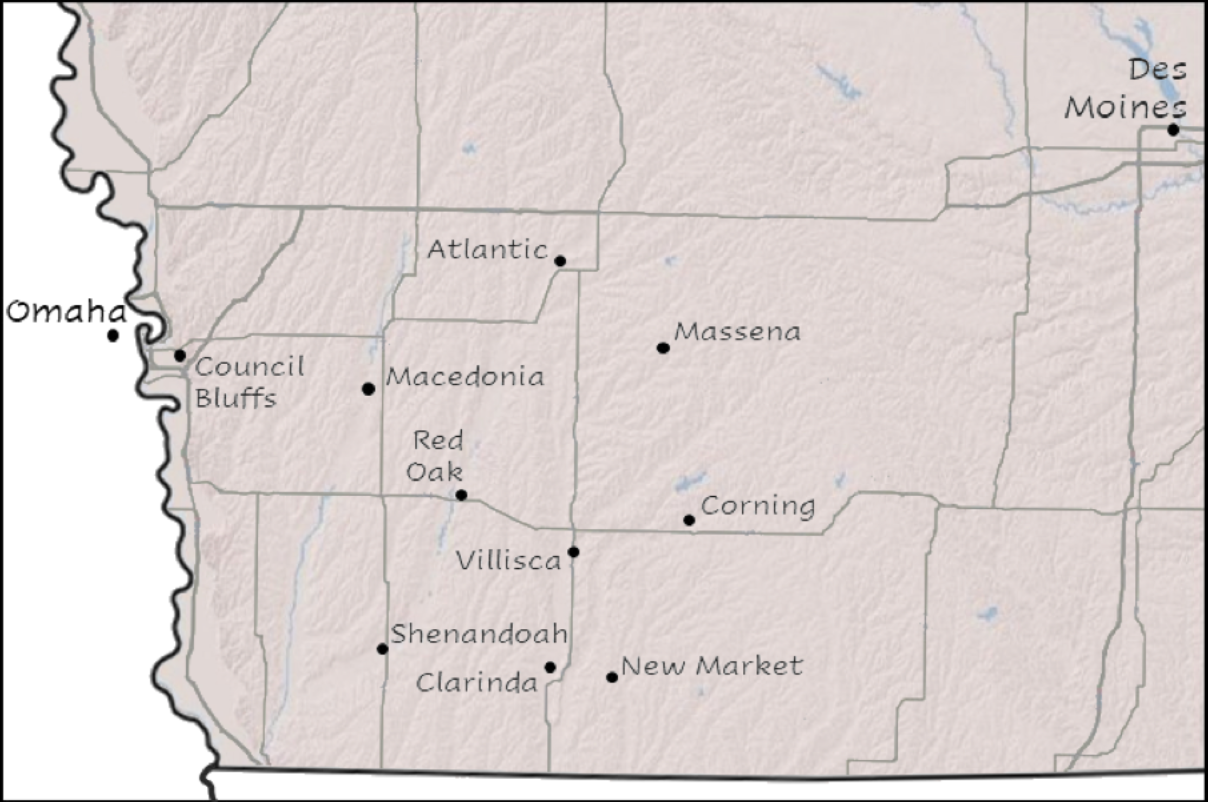 Des
Moines
Atlantic
Omaha
Massena
Council
Bluffs
Macedonia
Red
Oak
Corning
Villisca
Shenandoah
New Market
Clarinda